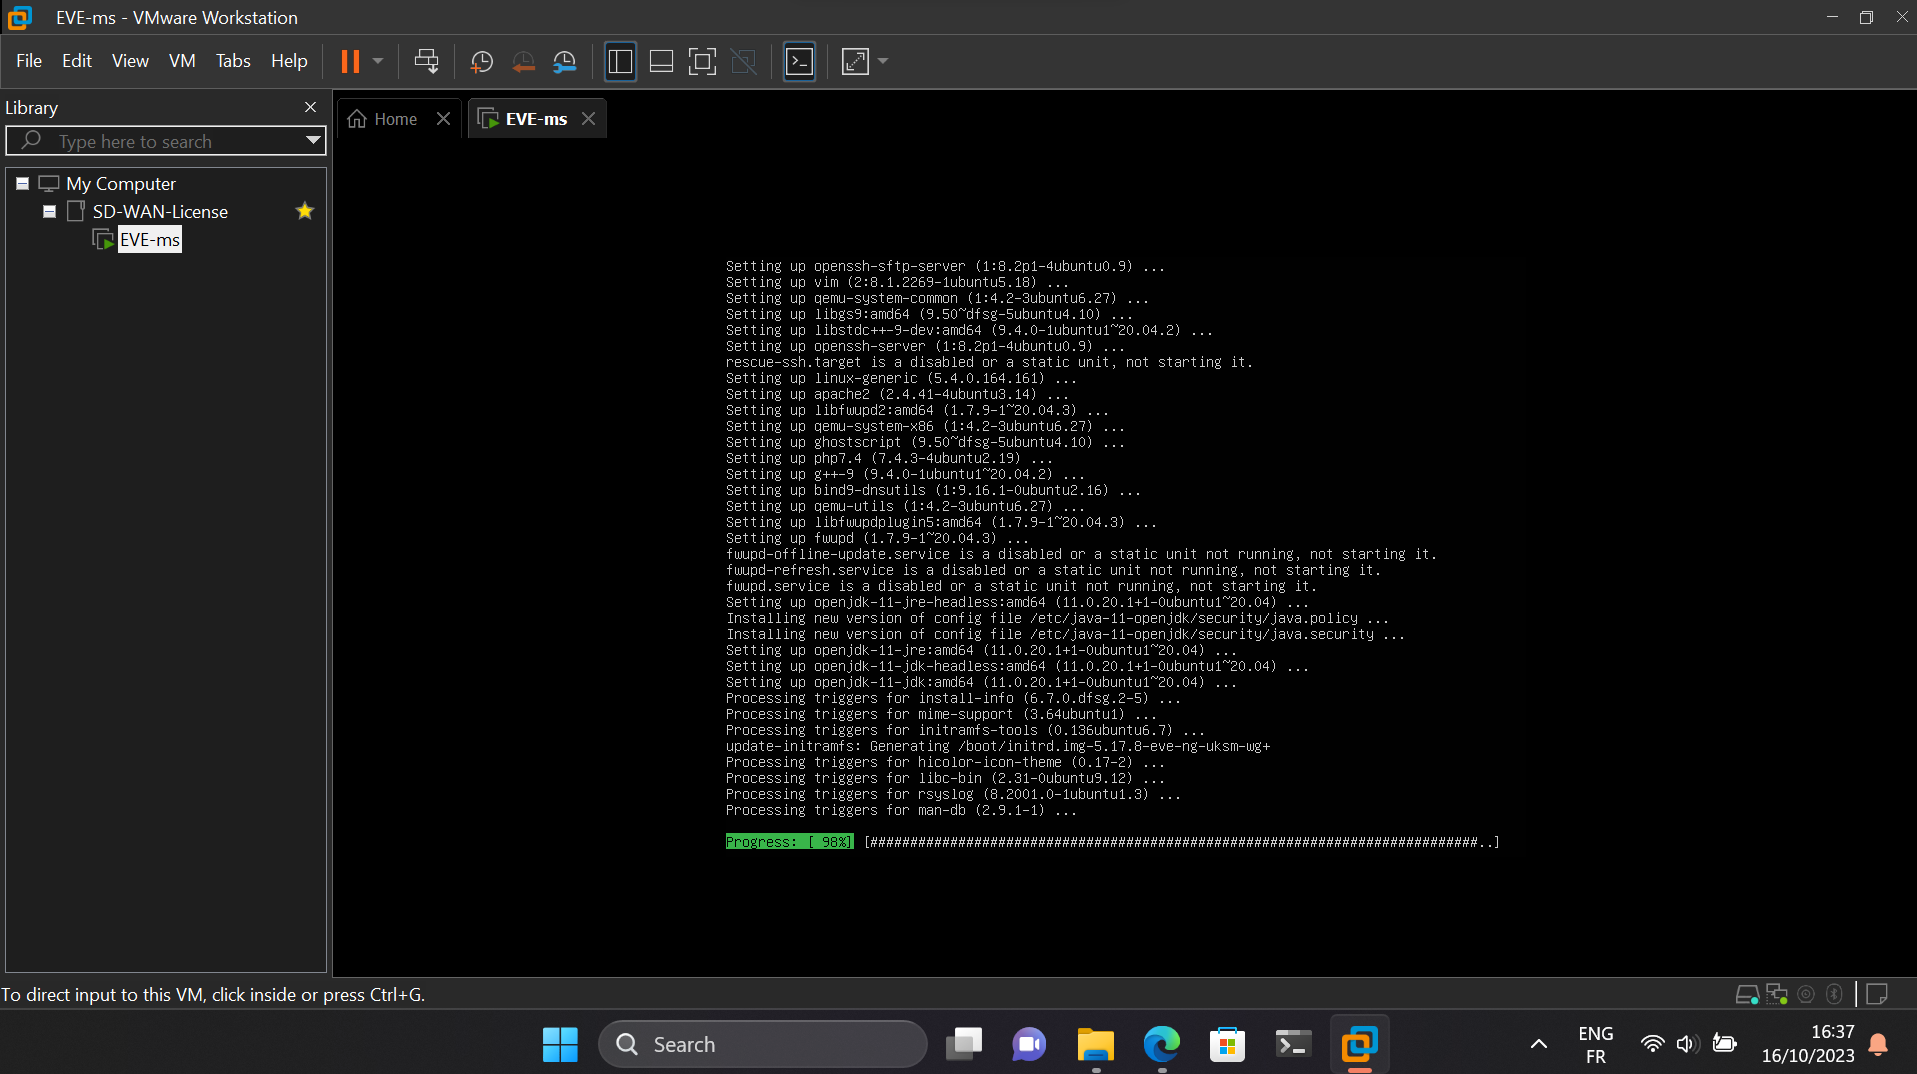 EVE-ms - VMware Workstation
File Edit View VM Tabs Help
Library
Type here to search
My Computer
SD-WAN-License
EVE-ms
Home
EVE-ms
Setting up openssh-sftp-server (1:8.2p1-4ubuntu0.9) ...
Setting up vim (2:8.1.2269-1ubuntu5.18) ...
Setting up qemu-system-common (1:4.2-3ubuntu6.27) ...
Setting up libgs9:amd64 (9.50~dfsg-5ubuntu4.10) ...
Setting up libstdc++-9-dev:amd64 (9.4.0-1ubuntu1~20.04.2) ...
Setting up openssh-server (1:8.2p1-4ubuntu0.9) ...
rescue-ssh.target is a disabled or a static unit, not starting it.
Setting up linux-generic (5.4.0.164.161) ...
Setting up apache2 (2.4.41-4ubuntu3.14) ...
Setting up libfwupd2:amd64 (1.7.9-1~20.04.3) ...
Setting up qemu-system-x86 (1:4.2-3ubuntu6.27) ...
Setting up ghostscript (9.50~dfsg-5ubuntu4.10) ...
Setting up php7.4 (7.4.3-4ubuntu2.19) ...
Setting up g++-9 (9.4.0-1ubuntu1~20.04.2) ...
Setting up bind9-dnsutils (1:9.16.1-0ubuntu2.16) ...
Setting up qemu-utils (1:4.2-3ubuntu6.27) ...
Setting up libfwupdplugin5:amd64 (1.7.9-1~20.04.3) ...
Setting up fwupd (1.7.9-1~20.04.3) ...
fwupd-offline-update.service is a disabled or a static unit not running, not starting it.
fwupd-refresh.service is a disabled or a static unit not running, not starting it.
fwupd.service is a disabled or a static unit not running, not starting it.
Setting up openjdk-11-jre-headless:amd64 (11.0.20.1+1-0ubuntu1~20.04) ...
Installing new version of config file /etc/java-11-openjdk/security/java.policy ...
Installing new version of config file /etc/java-11-openjdk/security/java.security ...
Setting up openjdk-11-jre:amd64 (11.0.20.1+1-0ubuntu1~20.04) ...
Setting up openjdk-11-jdk-headless:amd64 (11.0.20.1+1-0ubuntu1~20.04) ...
Setting up openjdk-11-jdk:amd64 (11.0.20.1+1-0ubuntu1~20.04) ...
Processing triggers for install-info (6.7.0.dfsg.2-5) ...
Processing triggers for mime-support (3.64ubuntu1) ...
Processing triggers for initramfs-tools (0.136ubuntu6.7) ...
update-initramfs: Generating /boot/initrd.img-5.17.8-eve-ng-uksm-wg+
Processing triggers for hicolor-icon-theme (0.17-2) ...
Processing triggers for libc-bin (2.31-0ubuntu9.12) ...
Processing triggers for rsyslog (8.2001.0-1ubuntu1.3) ...
Processing triggers for man-db (2.9.1-1) ...
Progress: [ 98%] [############################################################################..]
To direct input to this VM, click inside or press Ctrl+G.
Search
ENG
FR
16:37
16/10/2023